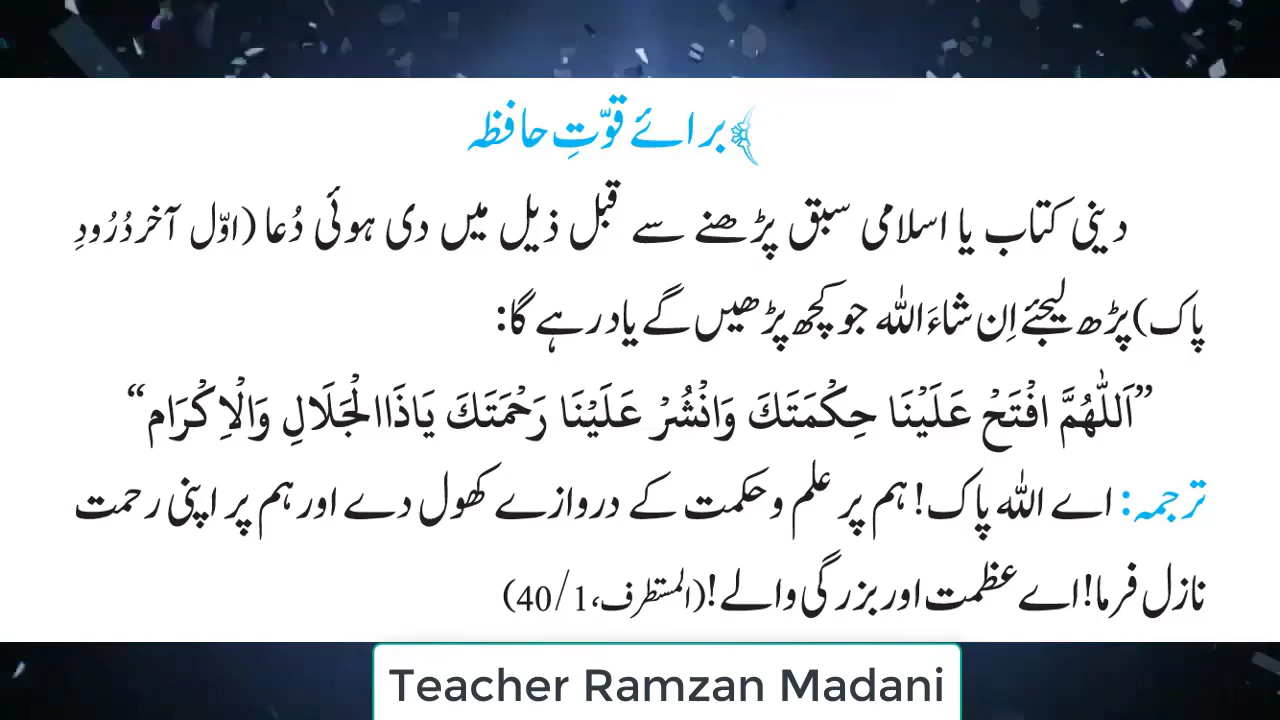 برائے قوّتِ حافظہ
دینی کتاب یا اسلامی سبق پڑھنے سے قبل ذیل میں دی ہوئی دُعا (اوّل آخر دُرُودِ
پاک) پڑھ لیجئے اِن شاءَ اللہ جو کچھ پڑھیں گے یاد رہے گا:
”اَللّٰهُمَّ افْتَحْ عَلَيْنَا حِكْمَتَكَ وَانْشُرْ عَلَيْنَا رَحْمَتَكَ يَاذَاالْجَلَالِ وَالْاِكْرَام“
ترجمہ: اے اللہ پاک! ہم پر علم و حکمت کے دروازے کھول دے اور ہم پر اپنی رحمت
نازل فرما! اے عظمت اور بزرگی والے! (المستطرف، 1/40)
Teacher Ramzan Madani